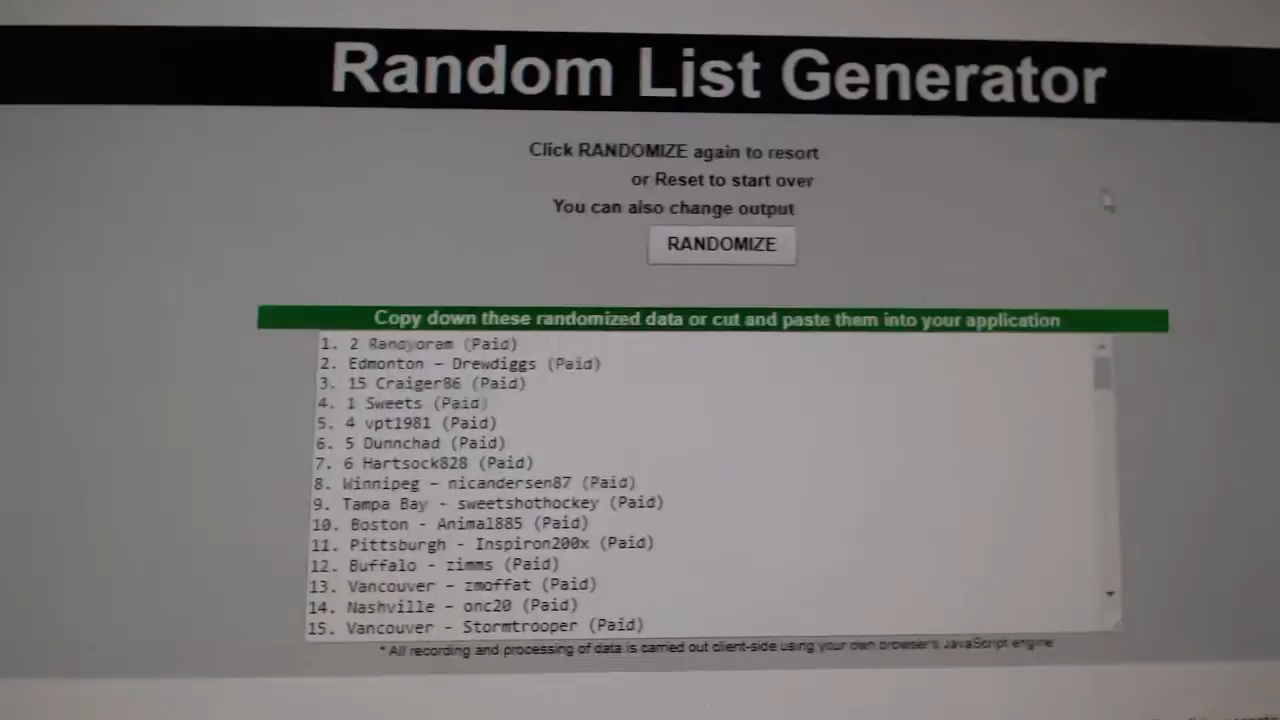 Random List Generator
Click RANDOMIZE again to resort
or Reset to start over
You can also change output
RANDOMIZE
Copy down these randomized data or cut and paste them into your application
1. 2 Randyoram (Paid)
2. Edmonton - Drewdiggs (Paid)
3. 15 Craiger86 (Paid)
4. 1 Sweets (Paid)
5. 4 vpt1981 (Paid)
6. 5 Dunnchad (Paid)
7. 6 Hartsock828 (Paid)
8. Winnipeg - nicandersen87 (Paid)
9. Tampa Bay - sweetshothockey (Paid)
10. Boston - Animal885 (Paid)
11. Pittsburgh - Inspiron200x (Paid)
12. Buffalo - zimms (Paid)
13. Vancouver - zmoffat (Paid)
14. Nashville - onc20 (Paid)
15. Vancouver - Stormtrooper (Paid)
* All recording and processing of data is carried out client-side using your own browser's JavaScript engine